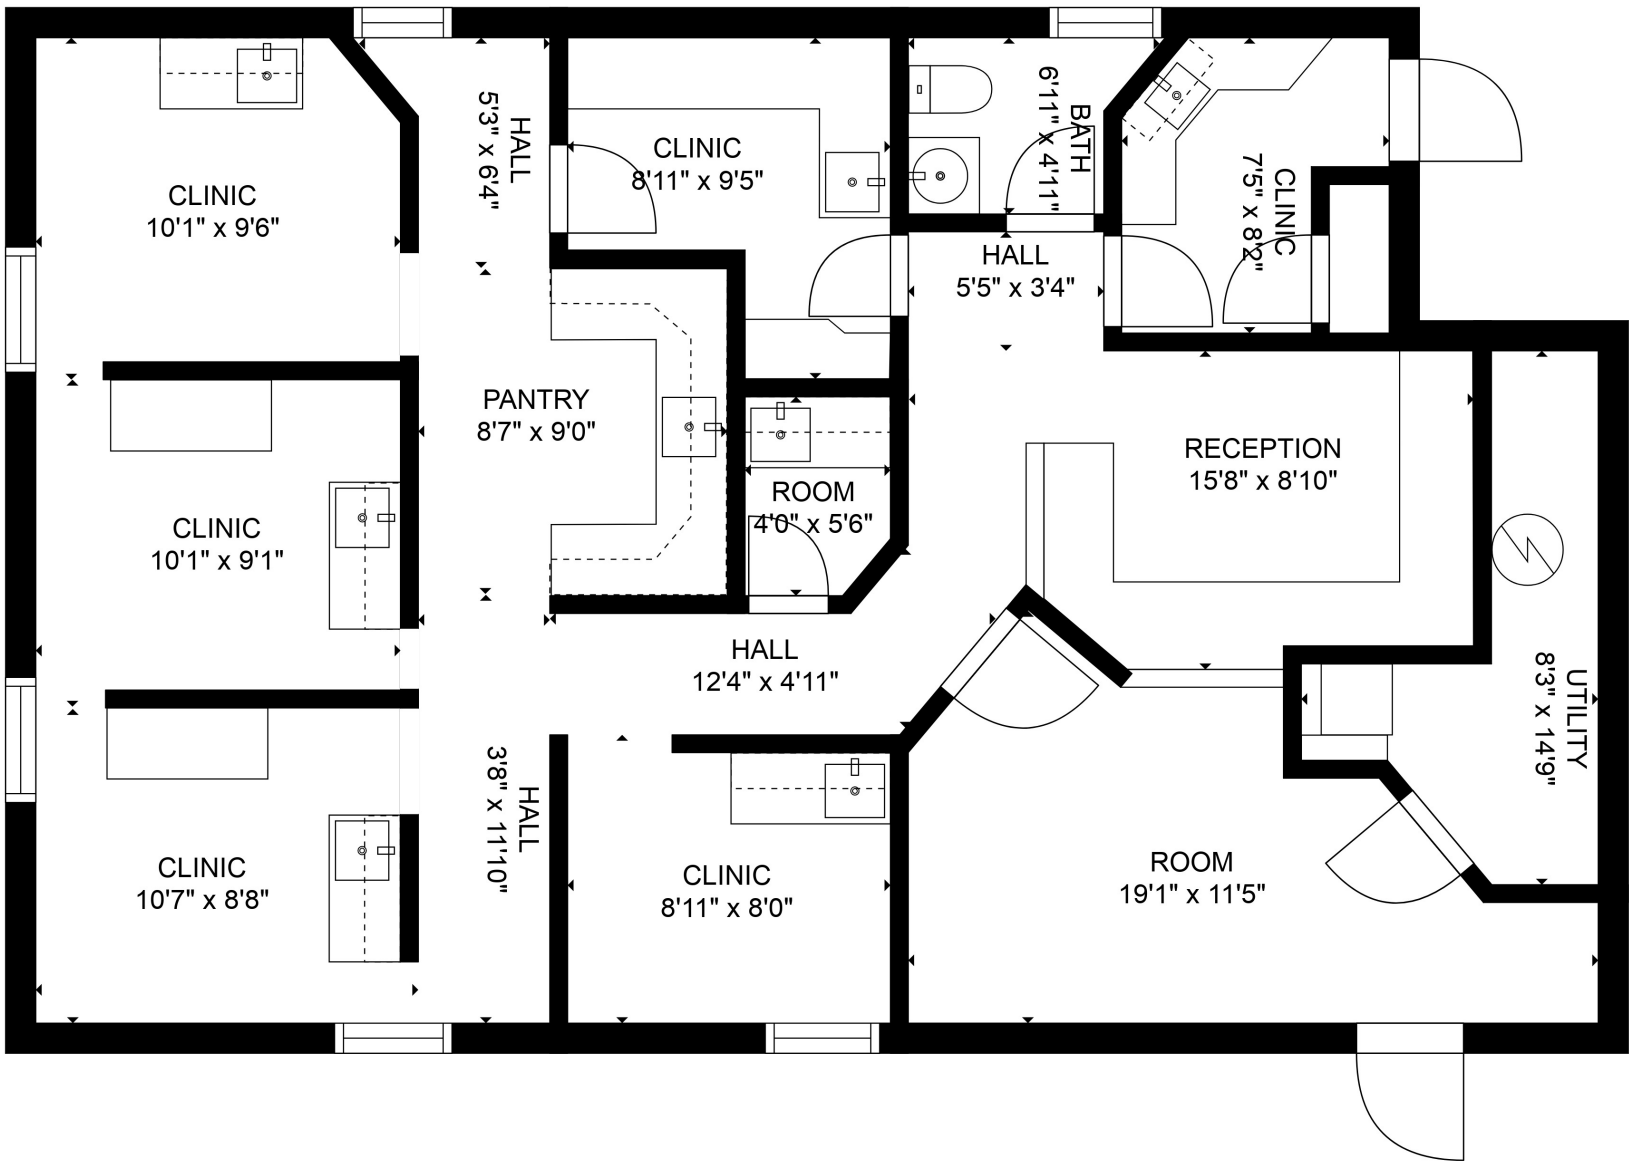 HALL
5'3" x 6'4"
CLINIC
8'11" x 9'5"
BATH
6'11" x 4'11"
CLINIC
7'5" x 8'2"
CLINIC
10'1" x 9'6"
HALL
5'5" x 3'4"
PANTRY
8'7" x 9'0"
RECEPTION
15'8" x 8'10"
ROOM
4'0" x 5'6"
CLINIC
10'1" x 9'1"
HALL
12'4" x 4'11"
UTILITY
8'3" x 14'9"
HALL
3'8" x 11'10"
CLINIC
10'7" x 8'8"
CLINIC
8'11" x 8'0"
ROOM
19'1" x 11'5"